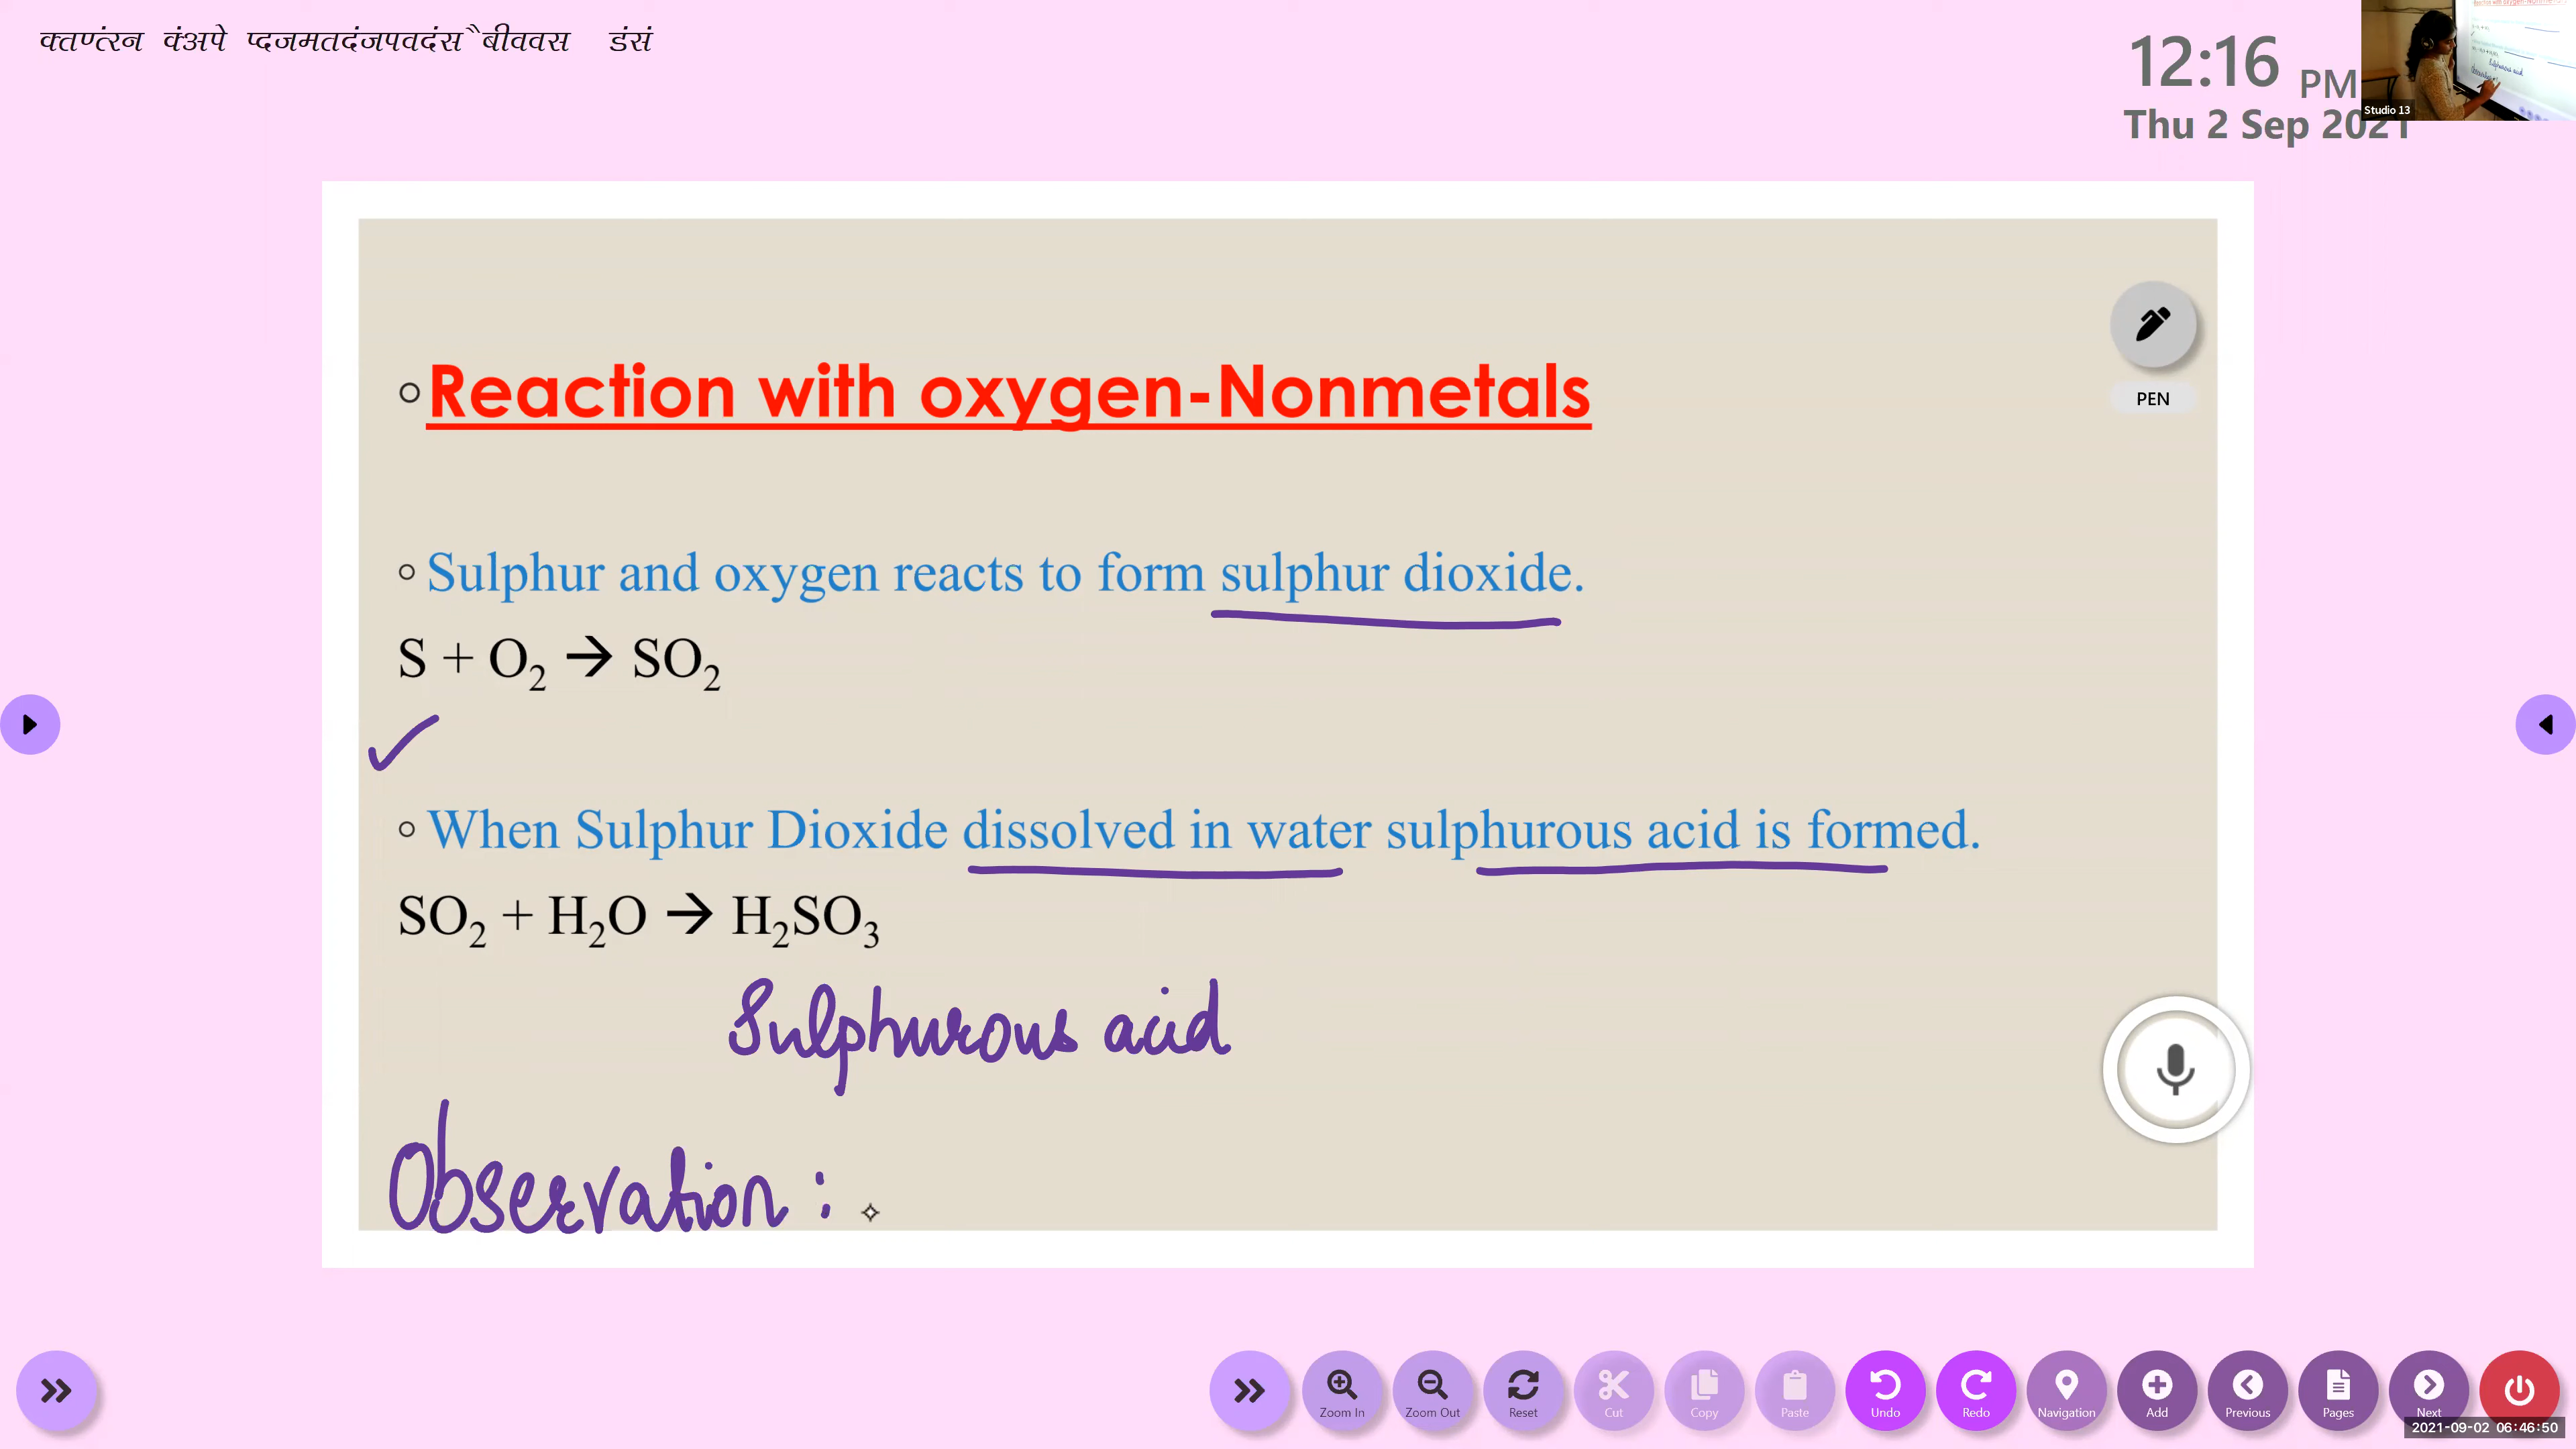 क्तण्ंरन कंअपे प्दजमतदंजपवदंस ैबीववस डंसं
12:16 PM
Thu 2 Sep 2021
Studio 13
Reaction with oxygen-Nonmetals
PEN
Sulphur and oxygen reacts to form sulphur dioxide.
S + O₂ → SO₂
When Sulphur Dioxide dissolved in water sulphurous acid is formed.
SO₂ + H₂O → H₂SO₃
Sulphurous acid
Observation :
Zoom In
Zoom Out
Reset
Cut
Copy
Paste
Undo
Redo
Navigation
Add
Previous
Pages
Next
2021-09-02 06:46:50